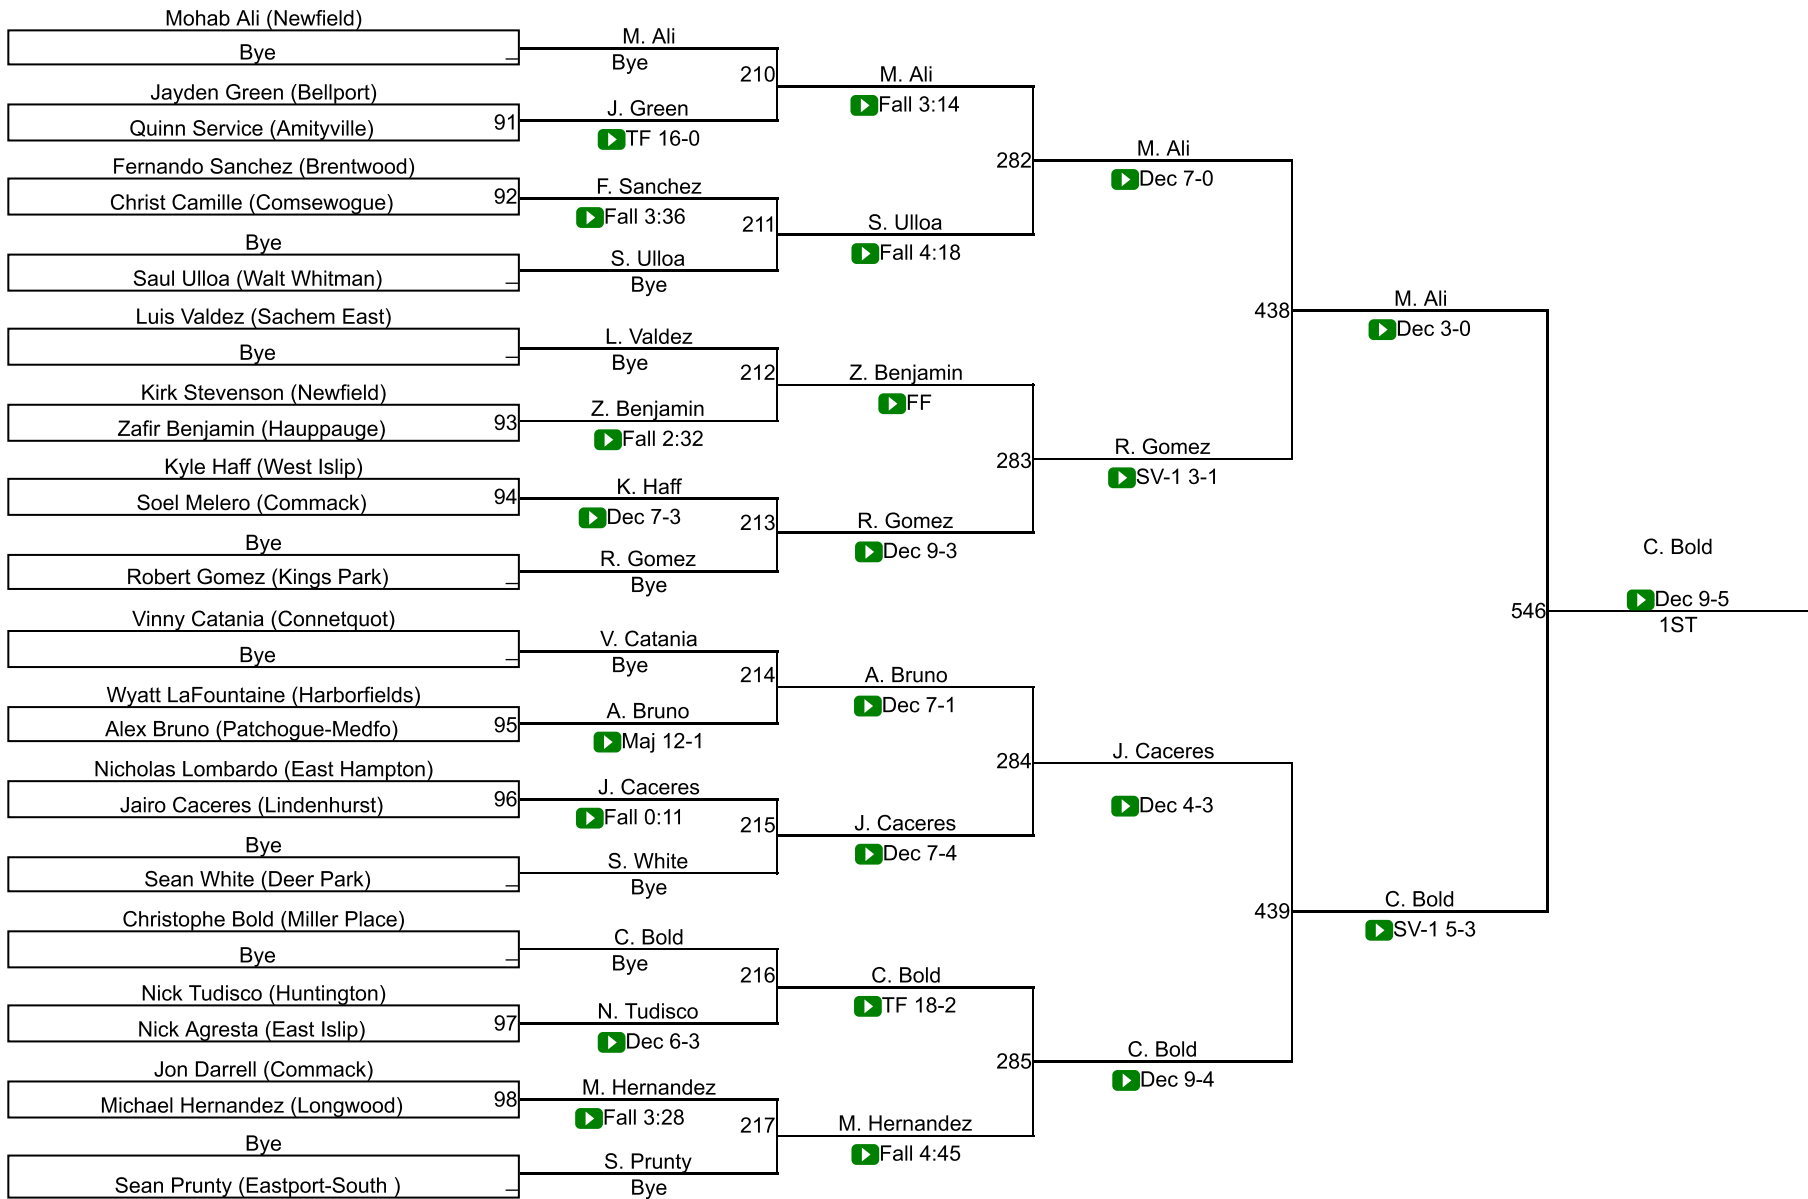 Mohab Ali (Newfield)
Bye
Jayden Green (Bellport)
Quinn Service (Amityville) 91
Fernando Sanchez (Brentwood)
Christ Camille (Comsewogue) 92
Bye
Saul Ulloa (Walt Whitman)
Luis Valdez (Sachem East)
Bye
Kirk Stevenson (Newfield)
Zafir Benjamin (Hauppauge) 93
Kyle Haff (West Islip)
Soel Melero (Commack) 94
Bye
Robert Gomez (Kings Park)
Vinny Catania (Connetquot)
Bye
Wyatt LaFountaine (Harborfields)
Alex Bruno (Patchogue-Medfo) 95
Nicholas Lombardo (East Hampton)
Jairo Caceres (Lindenhurst) 96
Bye
Sean White (Deer Park)
Christophe Bold (Miller Place)
Bye
Nick Tudisco (Huntington)
Nick Agresta (East Islip) 97
Jon Darrell (Commack)
Michael Hernandez (Longwood) 98
Bye
Sean Prunty (Eastport-South )
M. Ali
Bye
210
J. Green
TF 16-0
F. Sanchez
Fall 3:36
211
S. Ulloa
Bye
L. Valdez
Bye
212
Z. Benjamin
Fall 2:32
K. Haff
Dec 7-3
213
R. Gomez
Bye
V. Catania
Bye
214
A. Bruno
Maj 12-1
J. Caceres
Fall 0:11
215
S. White
Bye
C. Bold
Bye
216
N. Tudisco
Dec 6-3
M. Hernandez
Fall 3:28
217
S. Prunty
Bye
M. Ali
Fall 3:14
282
S. Ulloa
Fall 4:18
Z. Benjamin
FF
283
R. Gomez
Dec 9-3
A. Bruno
Dec 7-1
284
J. Caceres
Dec 7-4
C. Bold
TF 18-2
285
M. Hernandez
Fall 4:45
M. Ali
Dec 7-0
438
R. Gomez
SV-1 3-1
J. Caceres
Dec 4-3
439
C. Bold
Dec 9-4
M. Ali
Dec 3-0
546
C. Bold
SV-1 5-3
C. Bold
Dec 9-5
1ST